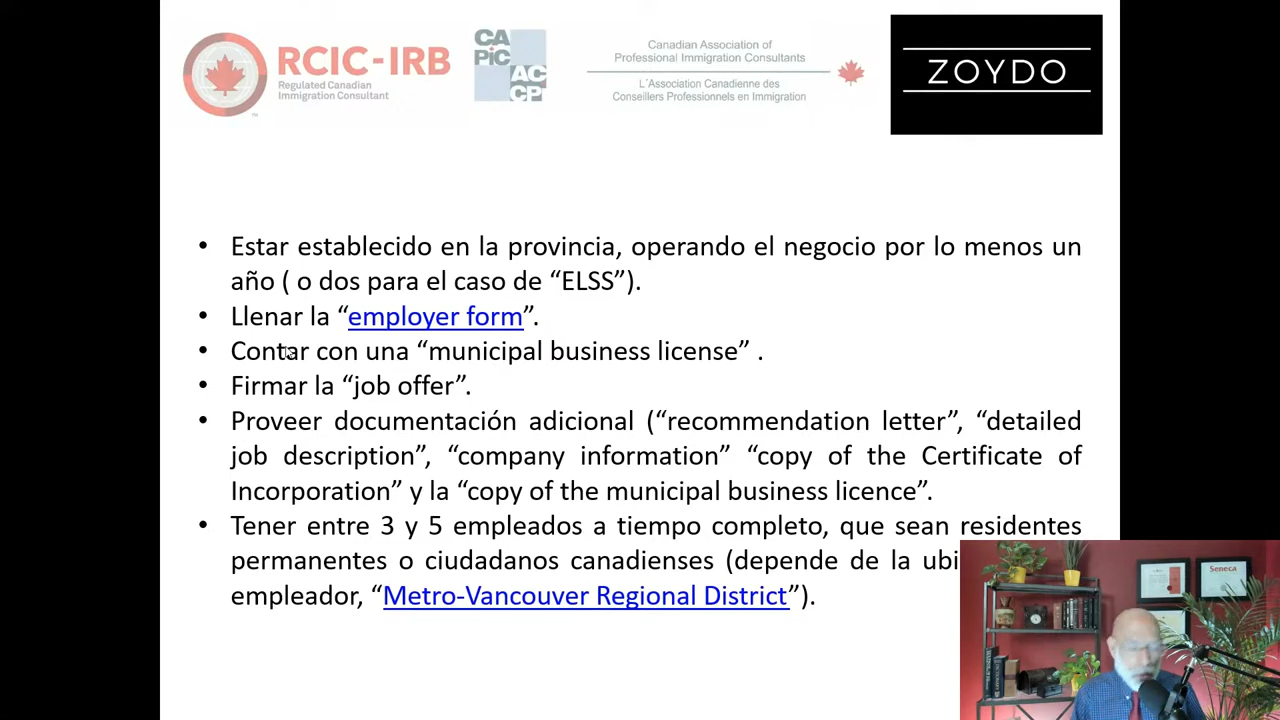 RCIC-IRB
Regulated Canadian
Immigration Consultant
CA
PiC
AC
CP
Canadian Association of
Professional Immigration Consultants
L´Association Canadienne des
Conseillers Professionnels en Immigration
ZOYDO
• Estar establecido en la provincia, operando el negocio por lo menos un
año ( o dos para el caso de “ELSS”).
• Llenar la “employer form”.
• Contar con una “municipal business license” .
• Firmar la “job offer”.
• Proveer documentación adicional (“recommendation letter”, “detailed
job description”, “company information” “copy of the Certificate of
Incorporation” y la “copy of the municipal business licence”.
• Tener entre 3 y 5 empleados a tiempo completo, que sean residentes
permanentes o ciudadanos canadienses (depende de la
empleador, “Metro-Vancouver Regional District”).
Seneca